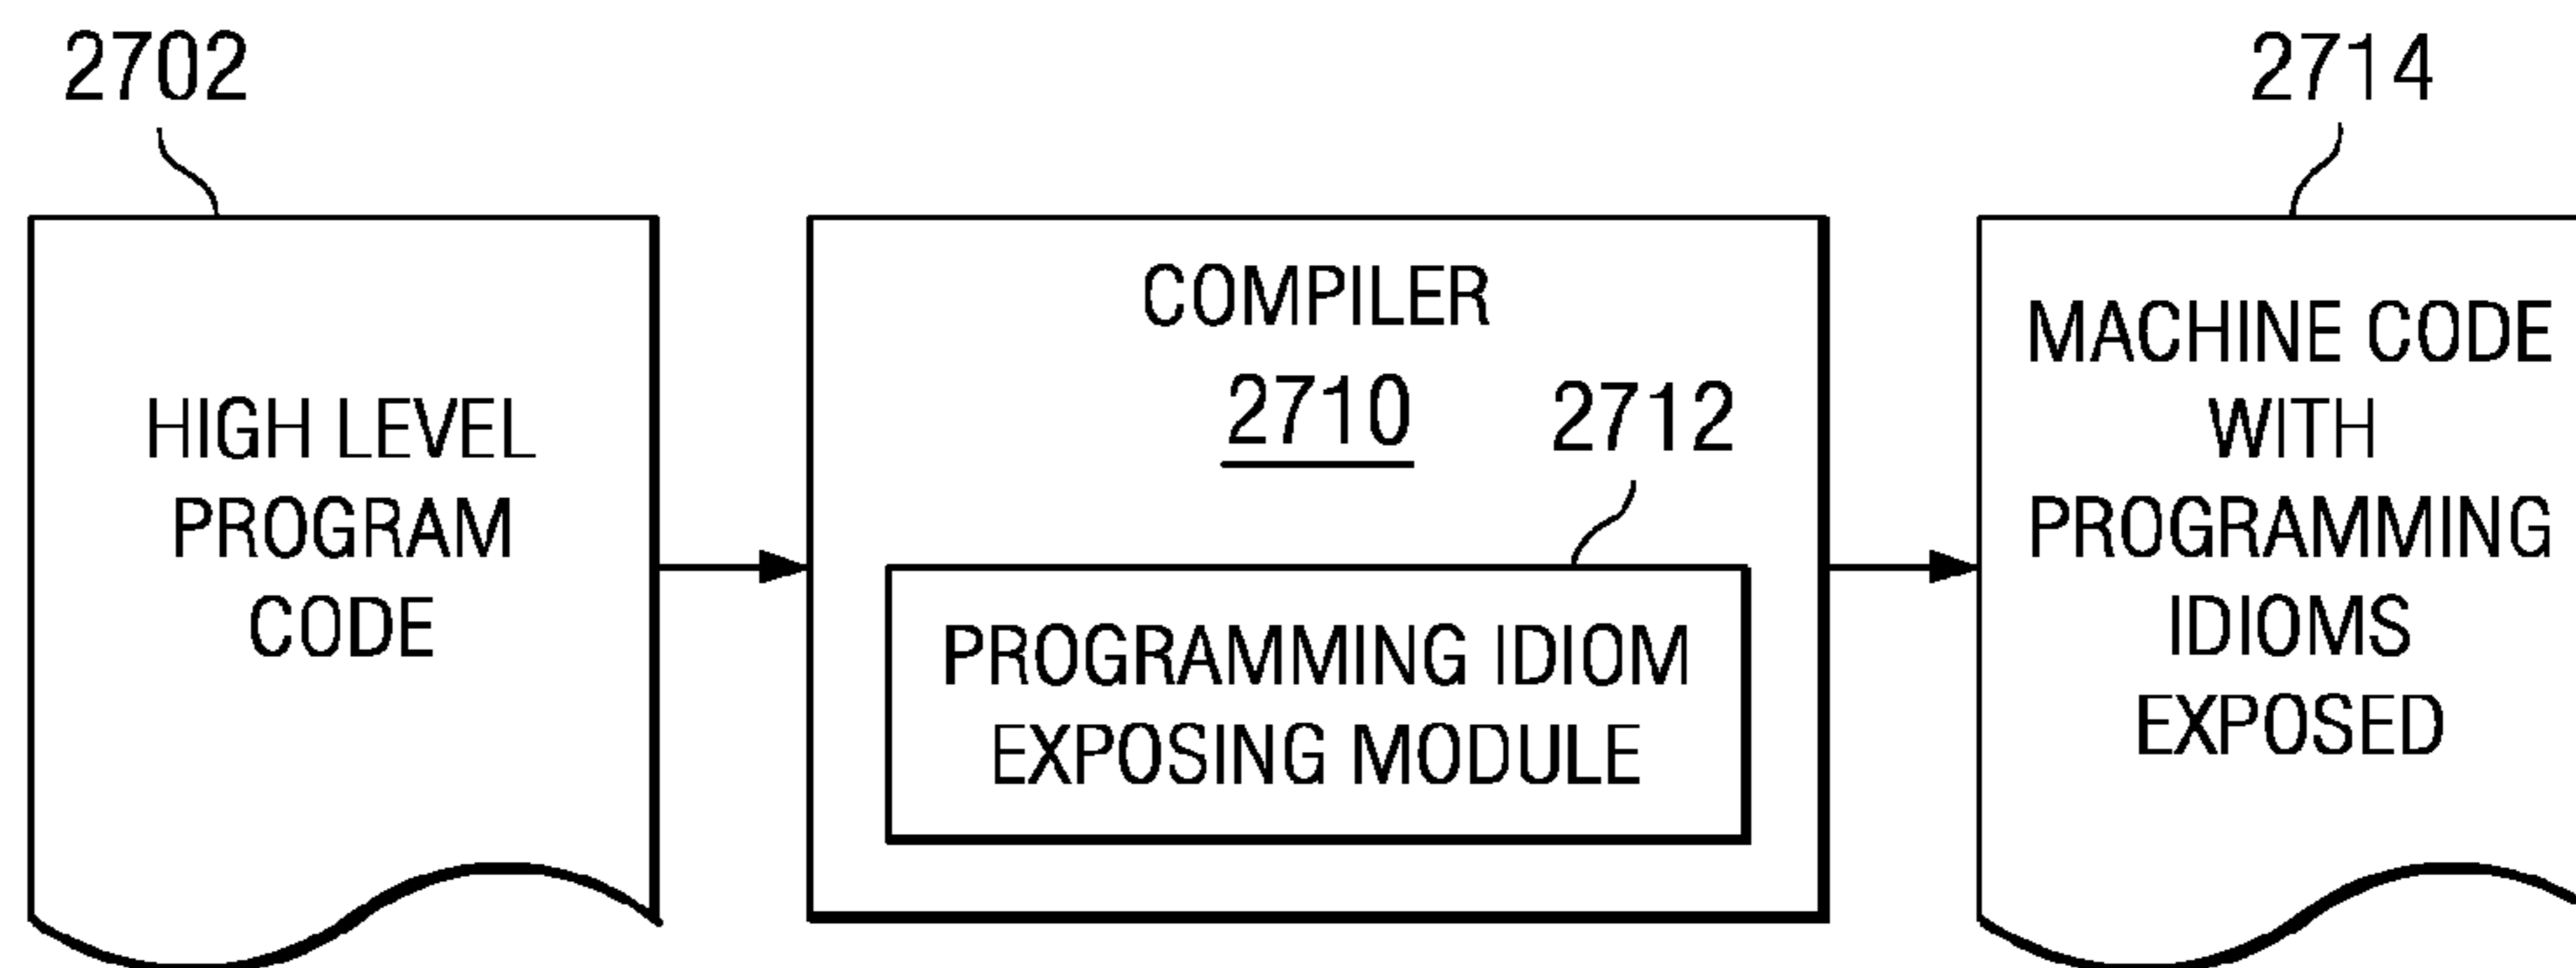 2702
HIGH LEVEL
PROGRAM
CODE
COMPILER
2710
2712
PROGRAMMING IDIOM
EXPOSING MODULE
2714
MACHINE CODE
WITH
PROGRAMMING
IDIOMS
EXPOSED